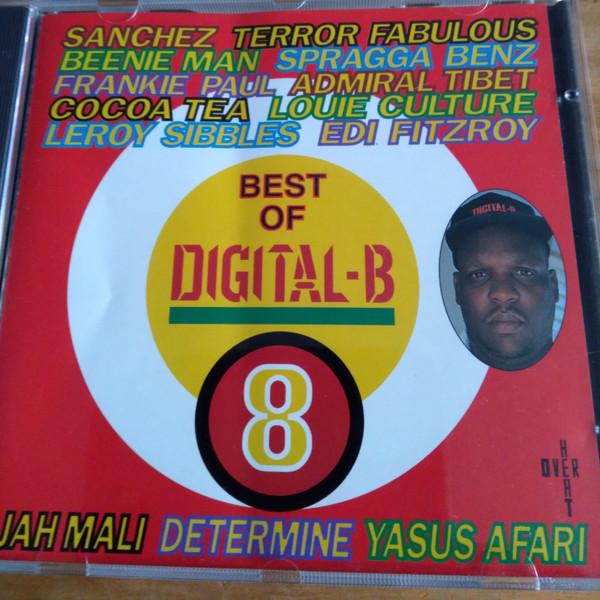 SANCHEZ TERROR FABULOUS
BEENIE MAN SPRAGGA BENZ
FRANKIE PAUL ADMIRAL TIBET
COCOA TEA LOUIE CULTURE
LEROY SIBBLES EDI FITZROY
BEST
OF
DIGITAL-B
DIGITAL-B
8
OVER
HEAT
JAH MALI DETERMINE YASUS AFARI